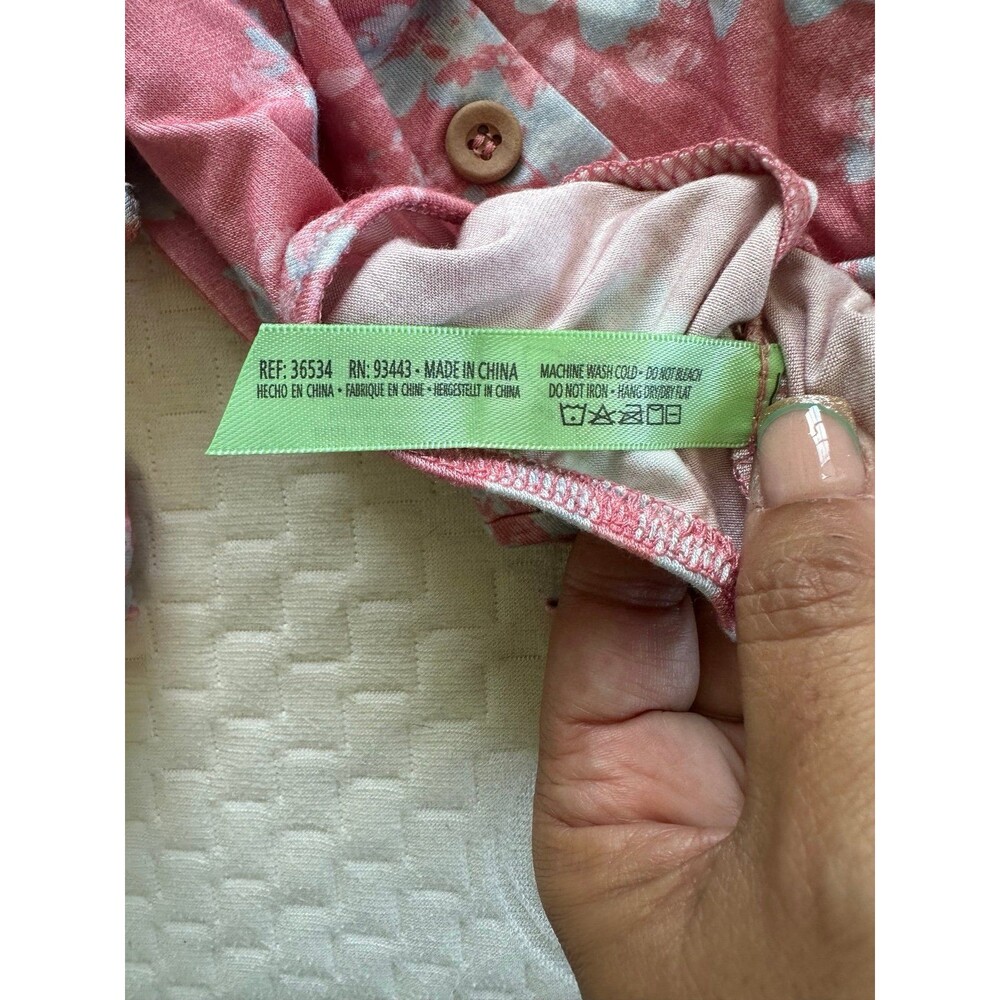 REF: 36534 RN: 93443 • MADE IN CHINA
HECHO EN CHINA • FABRIQUE EN CHINE • HERGESTELLT IN CHINA
MACHINE WASH COLD • DO NOT BLEACH
DO NOT IRON • HANG DRY/DRY FLAT